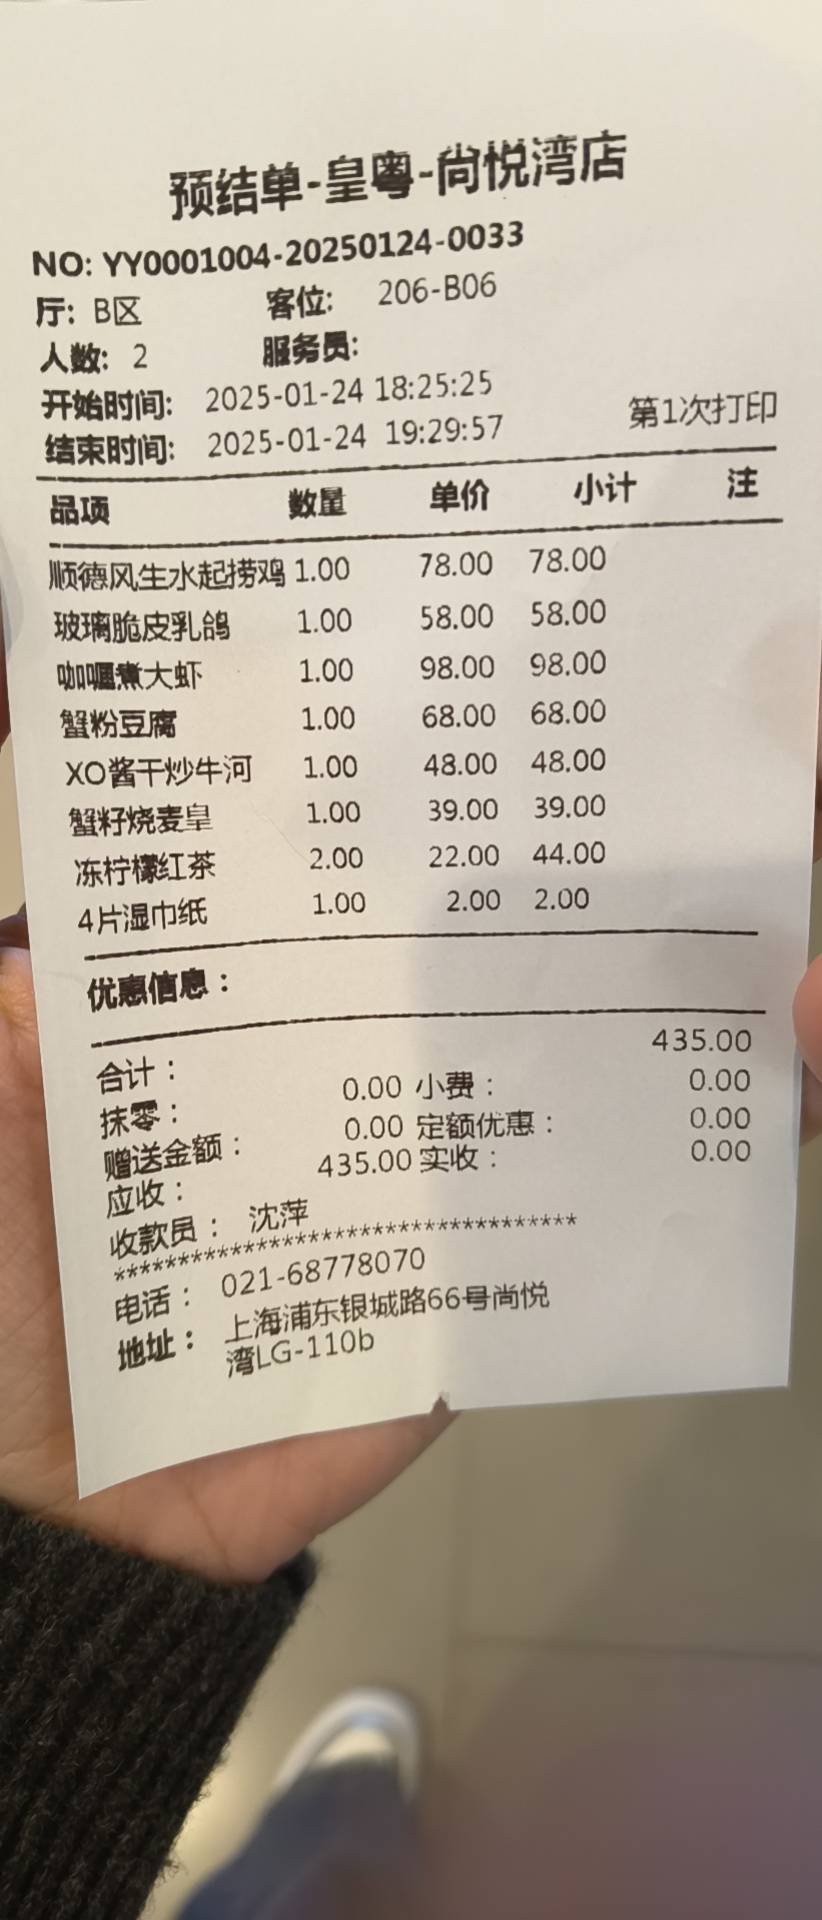 预结单-皇粤-尚悦湾店
NO: YY0001004-20250124-0033
厅: B区 客位: 206-B06
人数: 2 服务员:
开始时间: 2025-01-24 18:25:25
结束时间: 2025-01-24 19:29:57 第1次打印
品项 数量 单价 小计 注
顺德风生水起捞鸡 1.00 78.00 78.00
玻璃脆皮乳鸽 1.00 58.00 58.00
咖喱煮大虾 1.00 98.00 98.00
蟹粉豆腐 1.00 68.00 68.00
XO酱干炒牛河 1.00 48.00 48.00
蟹籽烧麦皇 1.00 39.00 39.00
冻柠檬红茶 2.00 22.00 44.00
4片湿巾纸 1.00 2.00 2.00
优惠信息：
合计： 435.00
抹零： 0.00 小费： 0.00
赠送金额： 0.00 定额优惠： 0.00
应收： 435.00 实收： 0.00
收款员： 沈萍
************************************
电话： 021-68778070
地址： 上海浦东银城路66号尚悦
湾LG-110b